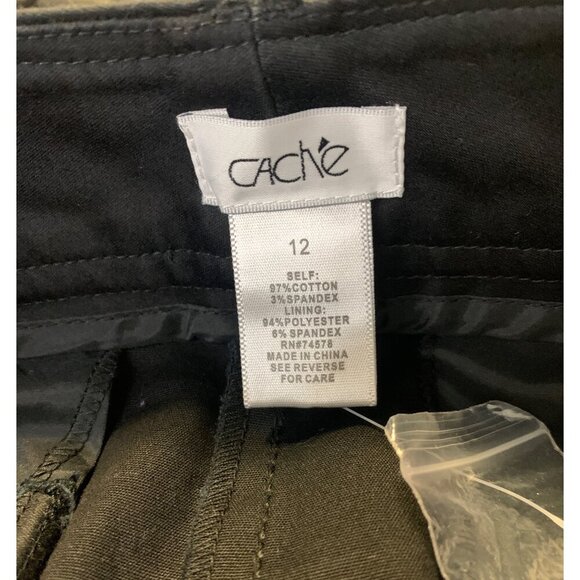 CACHÉ
12
SELF:
97%COTTON
3%SPANDEX
LINING:
94%POLYESTER
6% SPANDEX
RN#74578
MADE IN CHINA
SEE REVERSE
FOR CARE